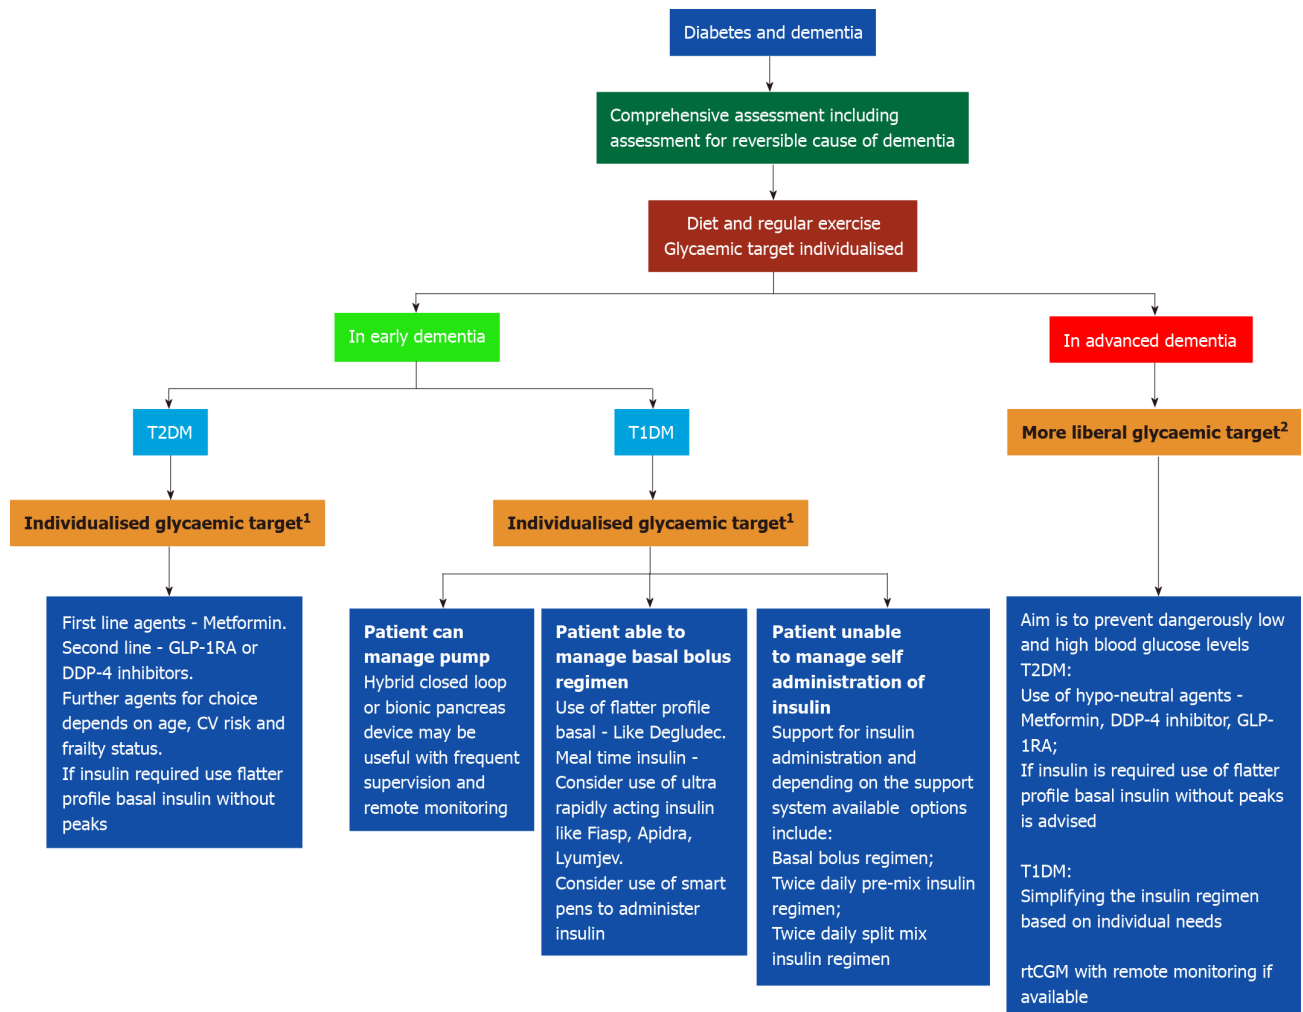 Diabetes and dementia
Comprehensive assessment including
assessment for reversible cause of dementia
Diet and regular exercise
Glycaemic target individualised
In early dementia
In advanced dementia
T2DM
T1DM
More liberal glycaemic target²
Individualised glycaemic target¹
Individualised glycaemic target¹
First line agents - Metformin.
Second line - GLP-1RA or
DDP-4 inhibitors.
Further agents for choice
depends on age, CV risk and
frailty status.
If insulin required use flatter
profile basal insulin without
peaks
Patient can
manage pump
Hybrid closed loop
or bionic pancreas
device may be
useful with frequent
supervision and
remote monitoring
Patient able to
manage basal bolus
regimen
Use of flatter profile
basal - Like Degludec.
Meal time insulin -
Consider use of ultra
rapidly acting insulin
like Fiasp, Apidra,
Lyumjev.
Consider use of smart
pens to administer
insulin
Patient unable
to manage self
administration of
insulin
Support for insulin
administration and
depending on the support
system available options
include:
Basal bolus regimen;
Twice daily pre-mix insulin
regimen;
Twice daily split mix
insulin regimen
Aim is to prevent dangerously low
and high blood glucose levels
T2DM:
Use of hypo-neutral agents -
Metformin, DDP-4 inhibitor, GLP-
1RA;
If insulin is required use of flatter
profile basal insulin without peaks
is advised
T1DM:
Simplifying the insulin regimen
based on individual needs
rtCGM with remote monitoring if
available